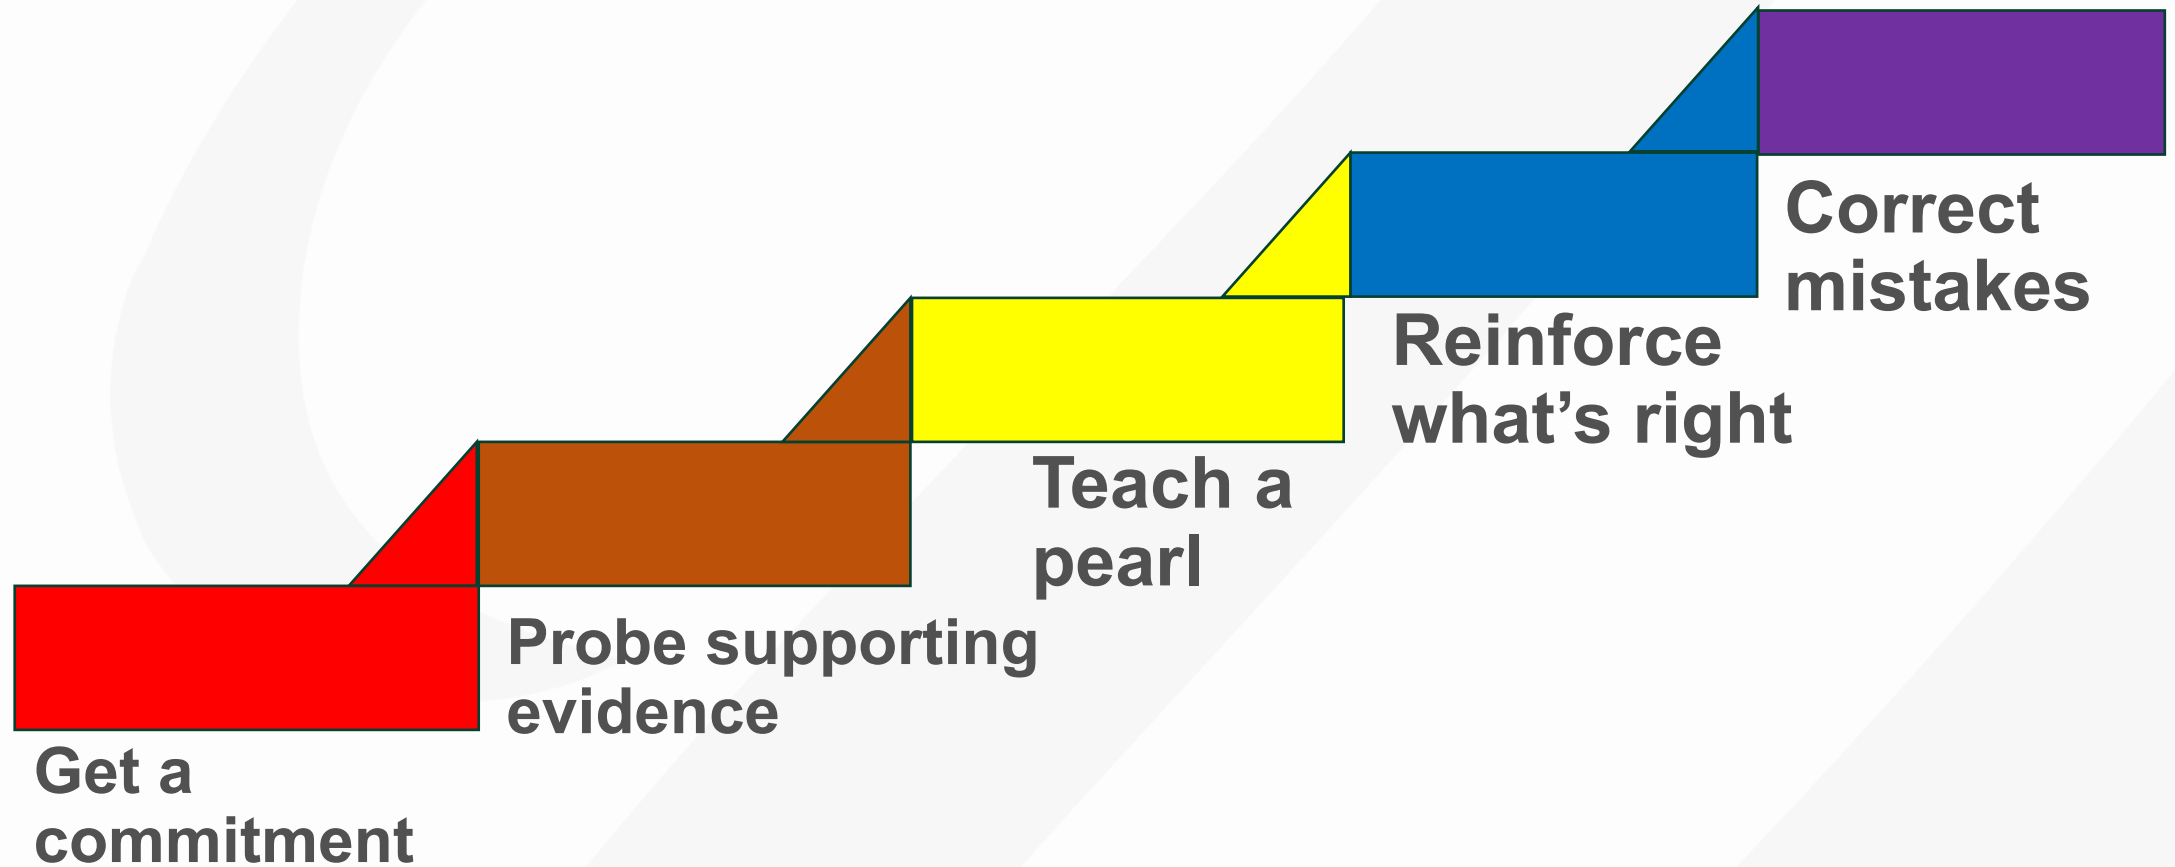 Get a
commitment
Probe supporting
evidence
Teach a
pearl
Reinforce
what’s right
Correct
mistakes